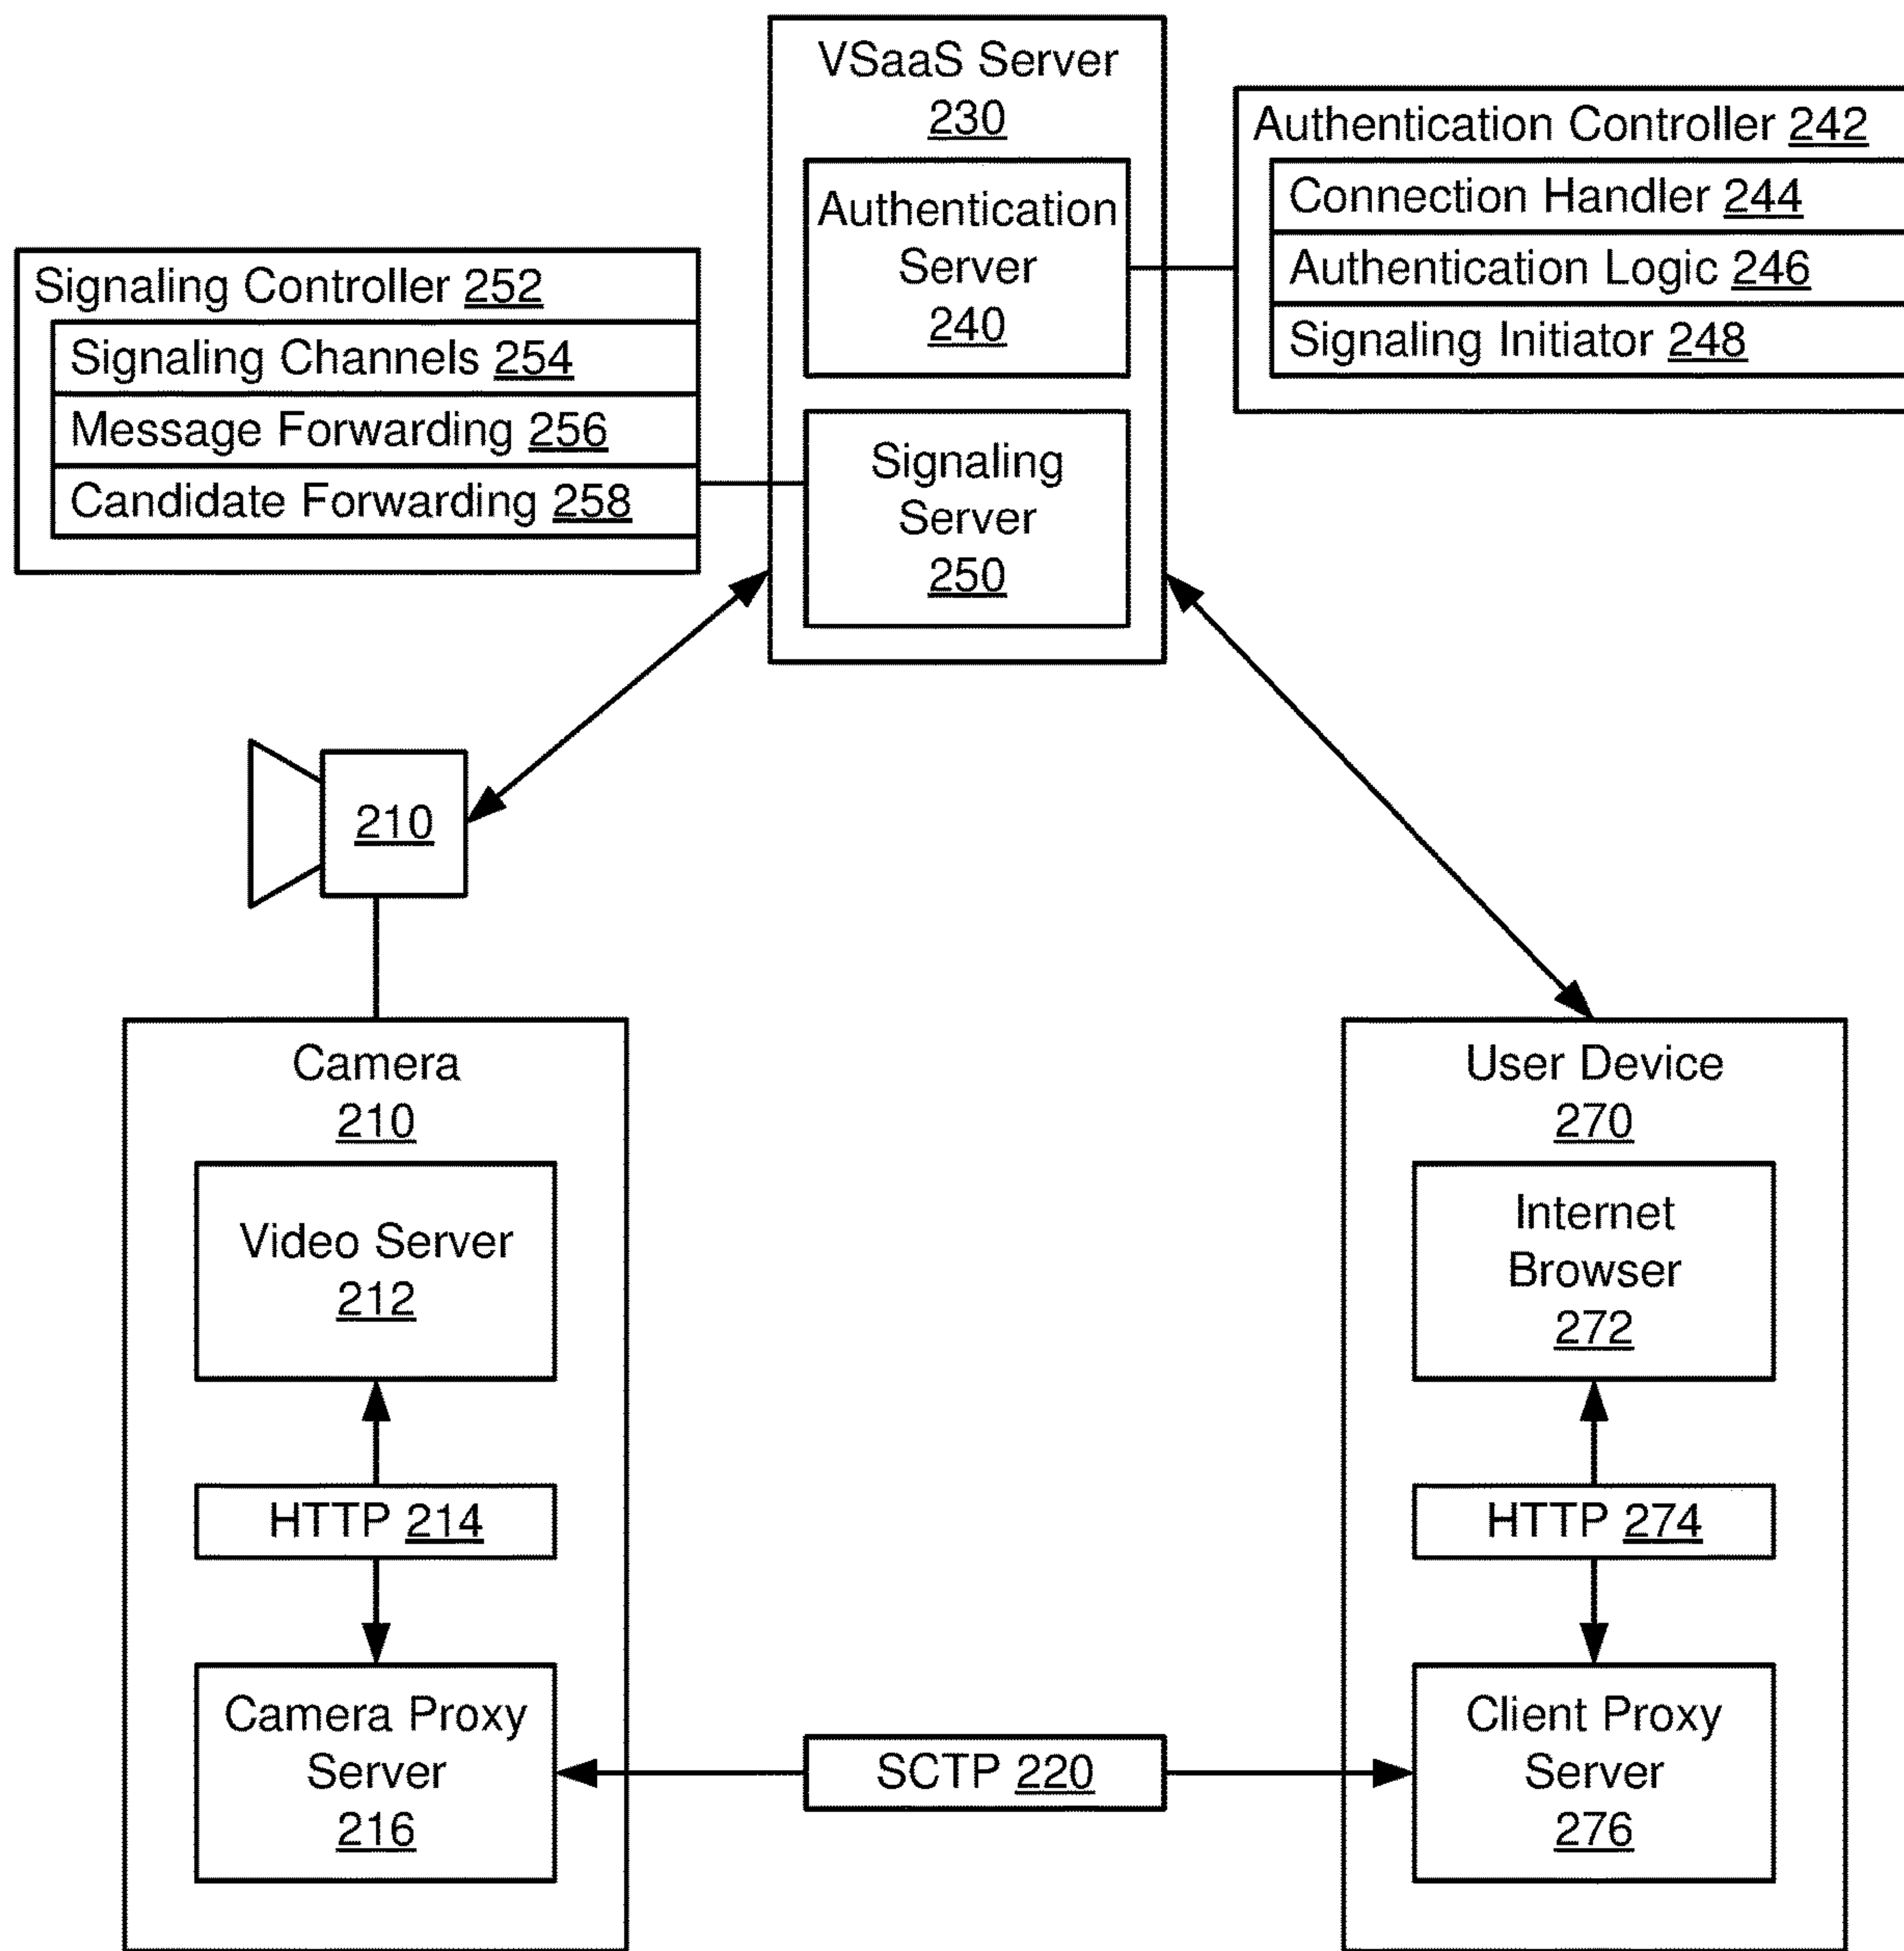 VSaaS Server
230
Authentication
Server
240
Signaling
Server
250
Authentication Controller 242
Connection Handler 244
Authentication Logic 246
Signaling Initiator 248
Signaling Controller 252
Signaling Channels 254
Message Forwarding 256
Candidate Forwarding 258
210
Camera
210
Video Server
212
HTTP 214
Camera Proxy
Server
216
SCTP 220
User Device
270
Internet
Browser
272
HTTP 274
Client Proxy
Server
276